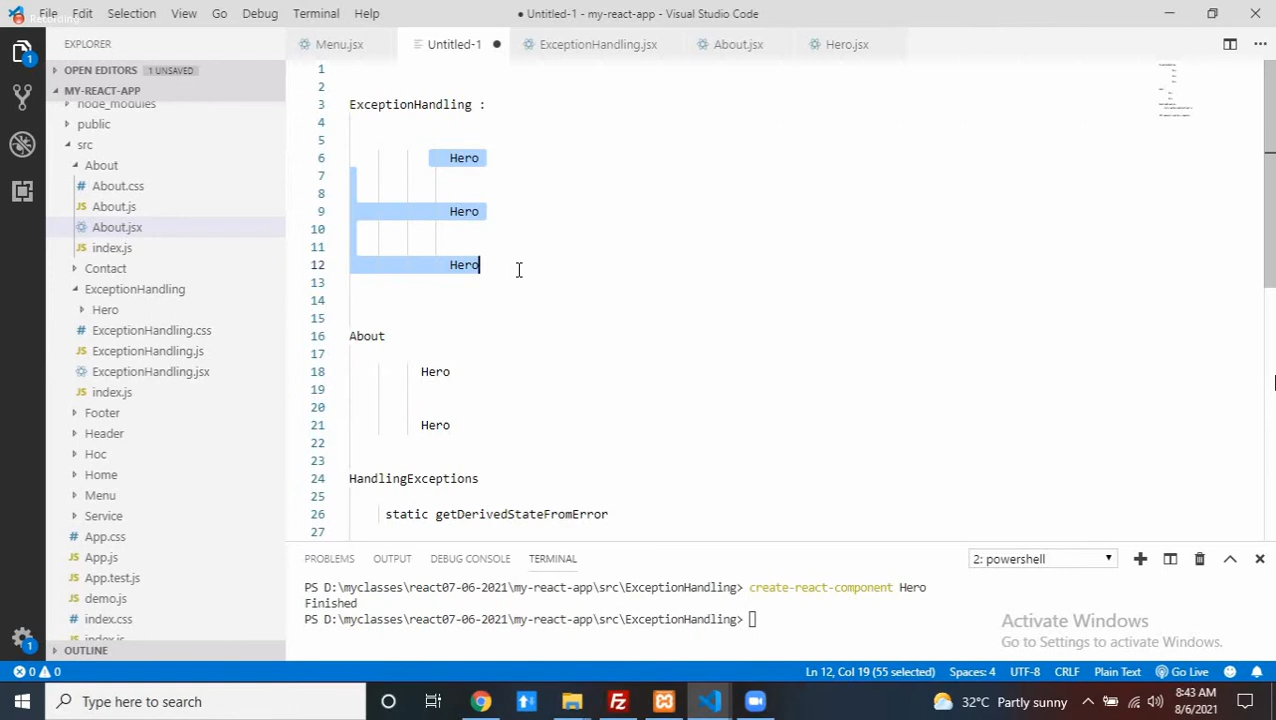 Recording
File Edit Selection View Go Debug Terminal Help
● Untitled-1 - my-react-app - Visual Studio Code
EXPLORER
OPEN EDITORS 1 UNSAVED
MY-REACT-APP
node_modules
public
src
About
About.css
About.js
About.jsx
index.js
Contact
ExceptionHandling
Hero
ExceptionHandling.css
ExceptionHandling.js
ExceptionHandling.jsx
index.js
Footer
Header
Hoc
Home
Menu
Service
App.css
App.js
App.test.js
demo.js
index.css
index.js
OUTLINE
Menu.jsx Untitled-1 ● ExceptionHandling.jsx About.jsx Hero.jsx
1
2
3 ExceptionHandling :
4
5
6 Hero
7
8
9 Hero
10
11
12 Hero
13
14
15
16 About
17
18 Hero
19
20
21 Hero
22
23
24 HandlingExceptions
25
26 static getDerivedStateFromError
27
PROBLEMS OUTPUT DEBUG CONSOLE TERMINAL 2: powershell
PS D:\myclasses\react07-06-2021\my-react-app\src\ExceptionHandling> create-react-component Hero
Finished
PS D:\myclasses\react07-06-2021\my-react-app\src\ExceptionHandling>
Activate Windows
Go to Settings to activate Windows.
0 0 Ln 12, Col 19 (55 selected) Spaces: 4 UTF-8 CRLF Plain Text Go Live
Type here to search
32°C Partly sunny
8:43 AM
8/6/2021